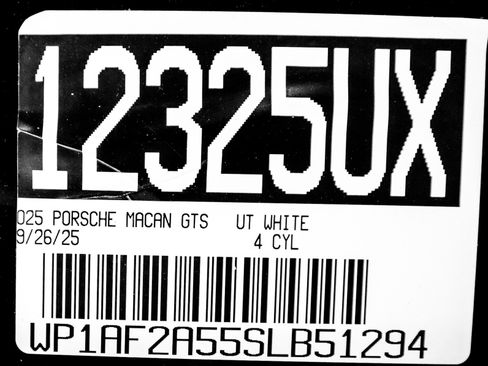 12325UX
025 PORSCHE MACAN GTS UT WHITE
9/26/25 4 CYL
WP1AF2A55SLB51294